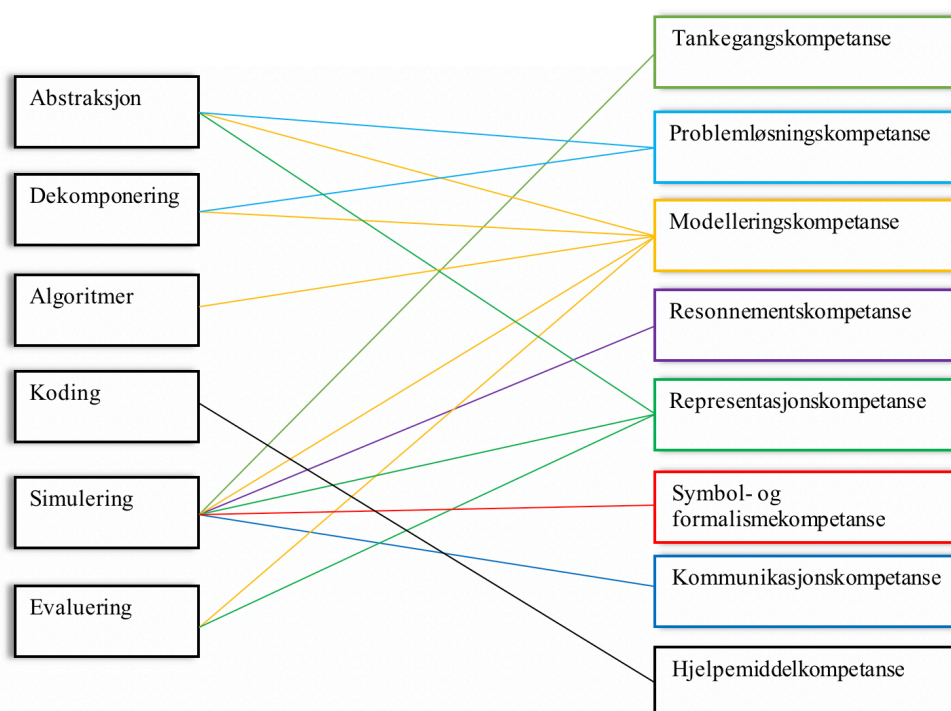 Abstraksjon
Dekomponering
Algoritmer
Koding
Simulering
Evaluering
Tankegangskompetanse
Problemløsningskompetanse
Modelleringskompetanse
Resonnementskompetanse
Representasjonskompetanse
Symbol- og
formalismekompetanse
Kommunikasjonskompetanse
Hjelpemiddelkompetanse